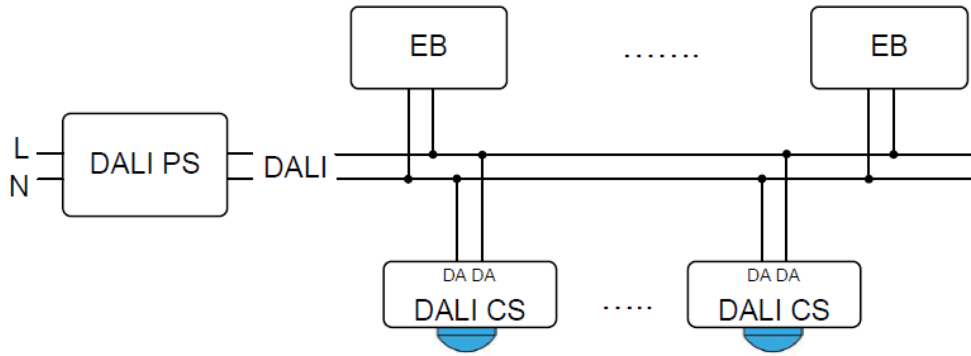 EB
.......
EB
L
N
DALI PS
DALI
DA DA
DALI CS
.....
DA DA
DALI CS